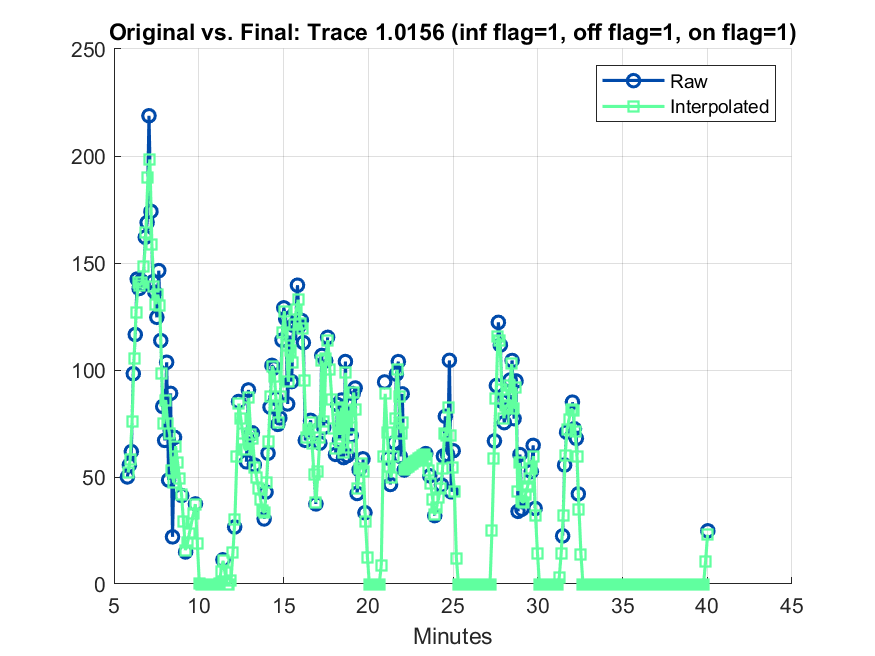 Original vs. Final: Trace 1.0156 (inf flag=1, off flag=1, on flag=1)
250
Raw
Interpolated
200
150
100
50
0
5 10 15 20 25 30 35 40 45
Minutes